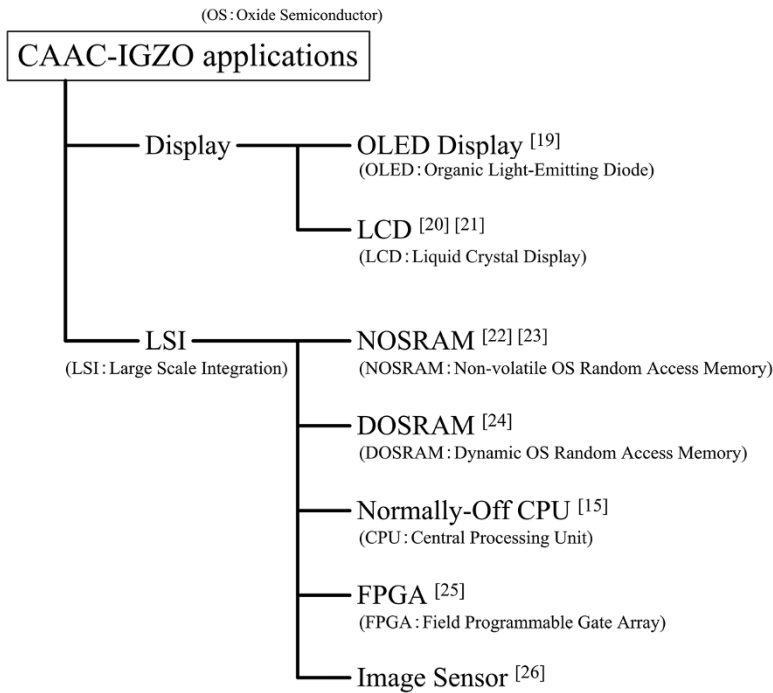 (OS : Oxide Semiconductor)
CAAC-IGZO applications
Display
OLED Display [19]
(OLED : Organic Light-Emitting Diode)
LCD [20] [21]
(LCD : Liquid Crystal Display)
LSI
(LSI : Large Scale Integration)
NOSRAM [22] [23]
(NOSRAM : Non-volatile OS Random Access Memory)
DOSRAM [24]
(DOSRAM : Dynamic OS Random Access Memory)
Normally-Off CPU [15]
(CPU : Central Processing Unit)
FPGA [25]
(FPGA : Field Programmable Gate Array)
Image Sensor [26]